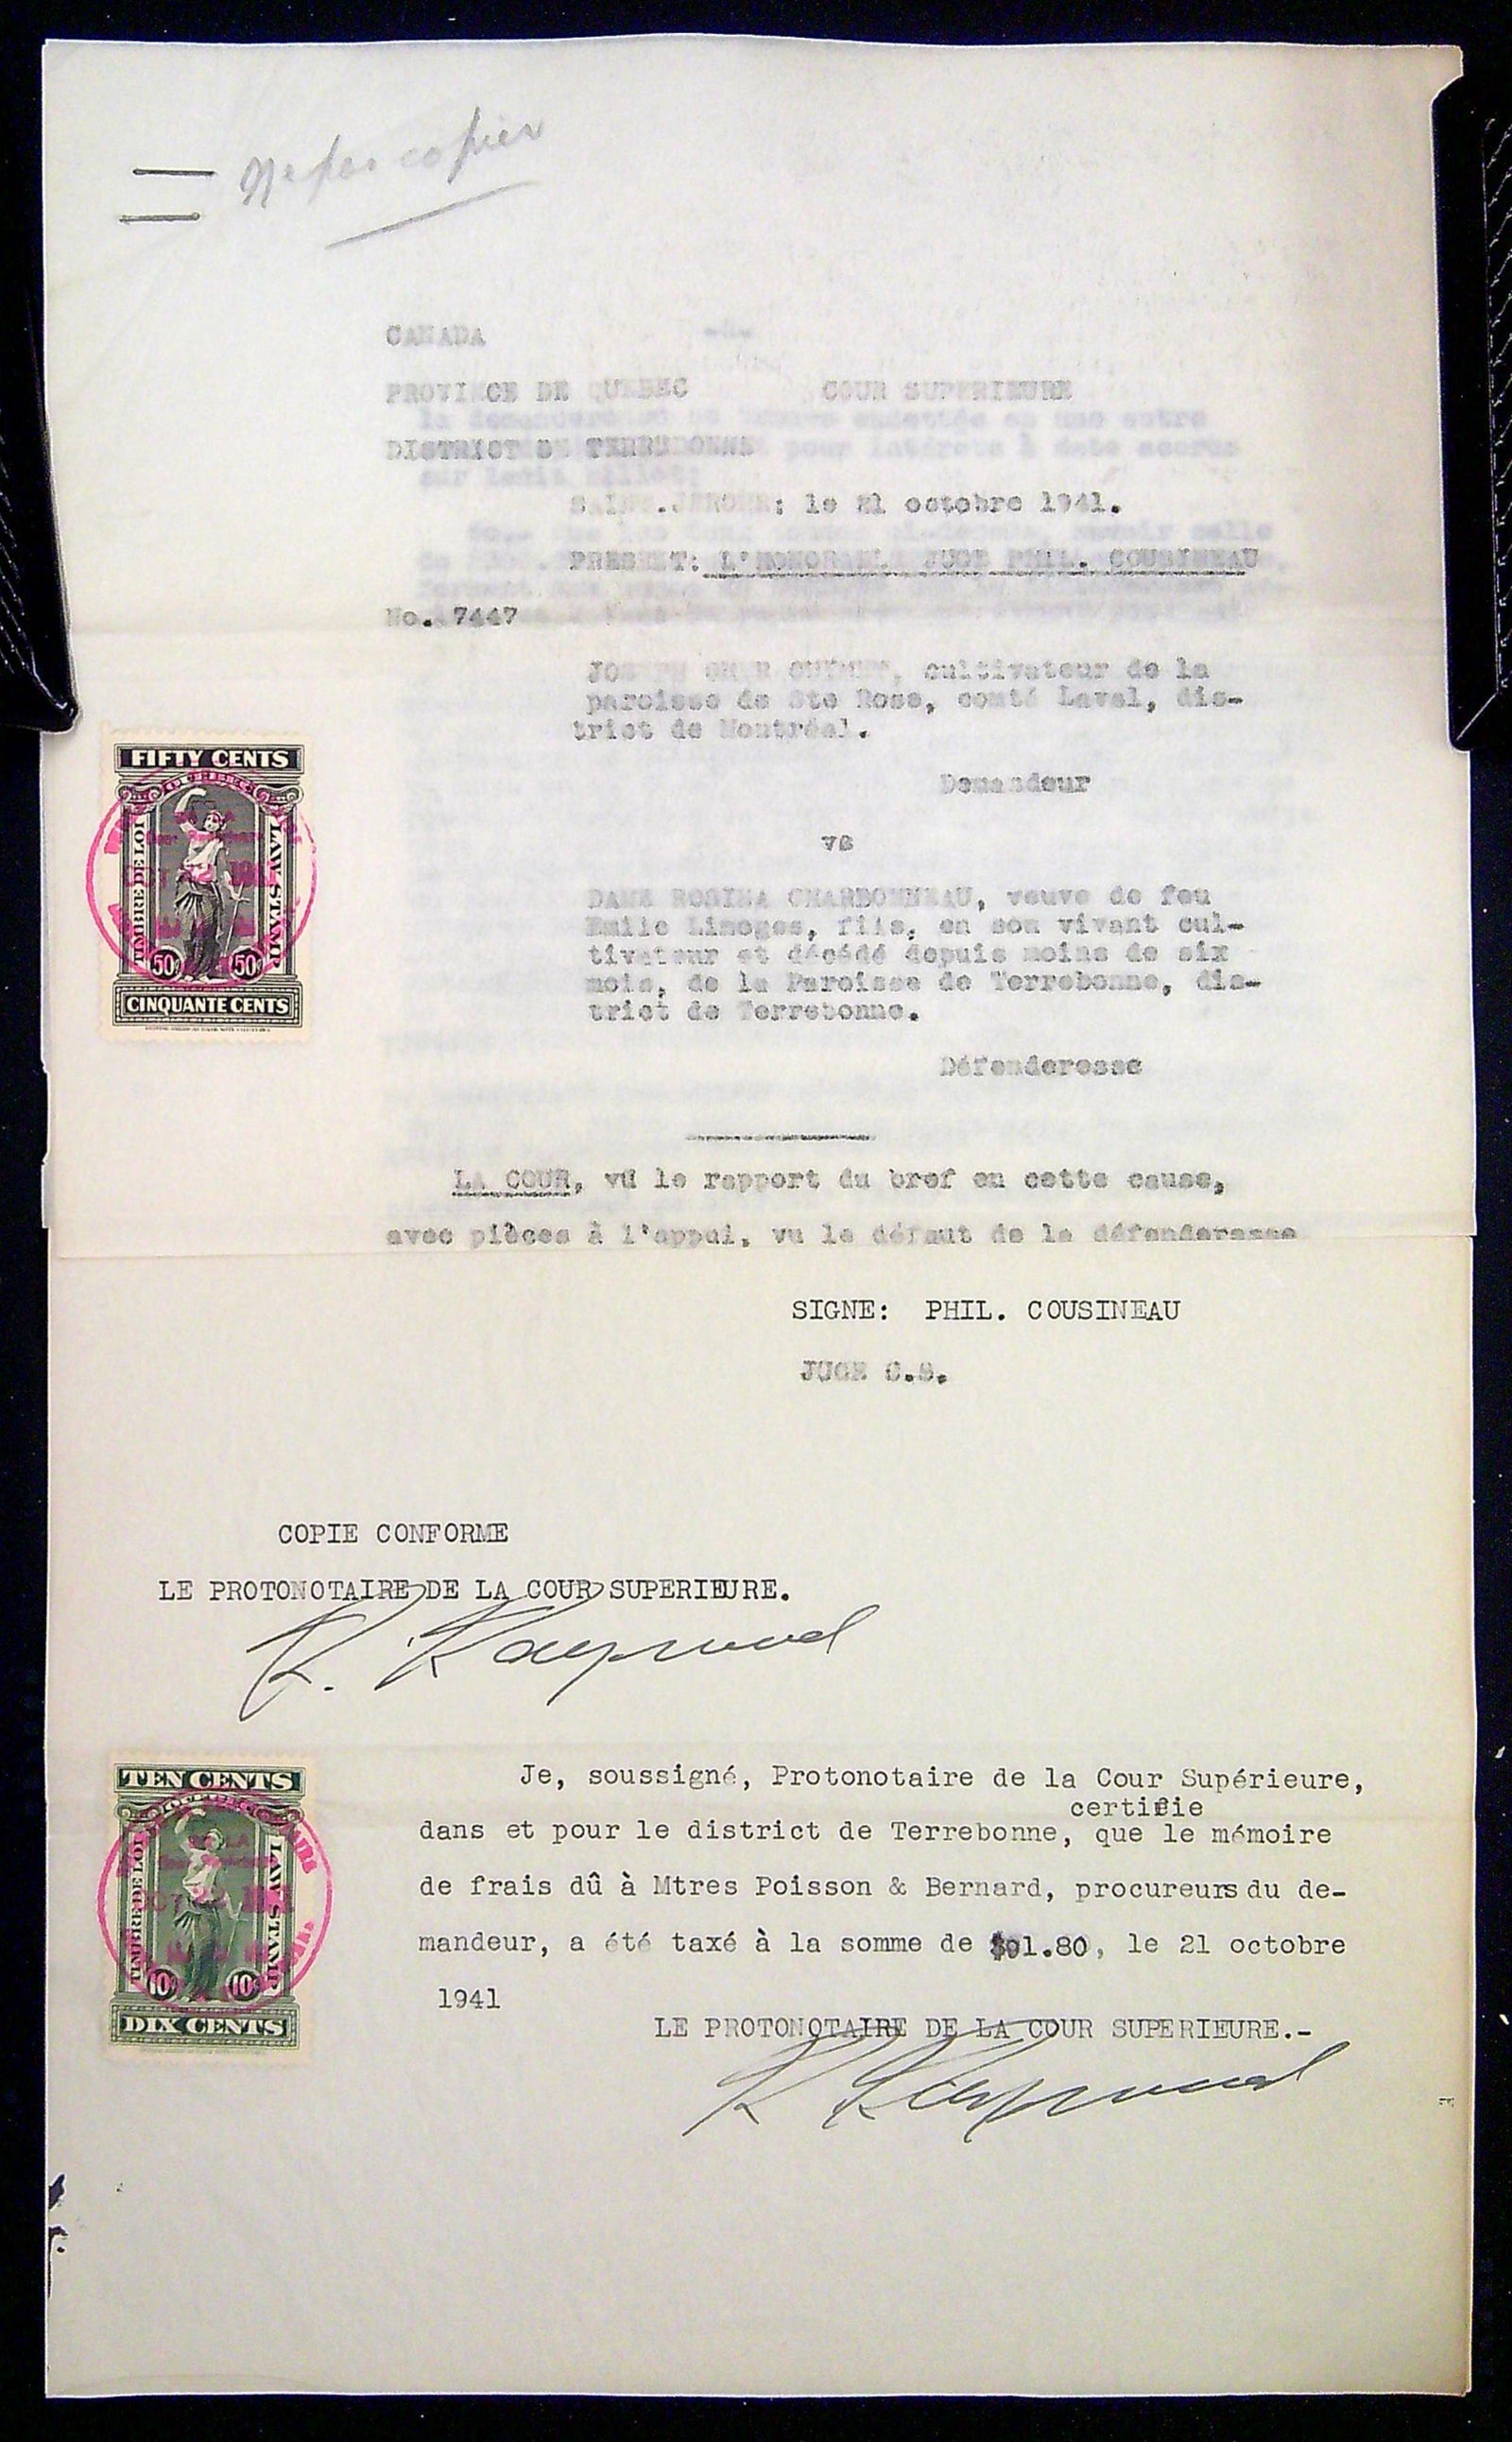 Ne pas copier
CANADA
PROVINCE DE QUEBEC COUR SUPERIEURE
DISTRICT DE TERREBONNE
SAINT-JEROME: le 21 octobre 1941.
PRESENT: L'HONORABLE JUGE PHIL. COUSINEAU
No. 7447
JOSEPH OUIMET, cultivateur de la
paroisse de Ste Rose, comté Laval, dis-
trict de Montréal.
Demandeur
vs
DAME ROSINA CHARBONNEAU, veuve de feu
Emile Limoges, fils, en son vivant cul-
tivateur et décédé depuis moins de six
mois, de la Paroisse de Terrebonne, dis-
trict de Terrebonne.
Défenderesse
LA COUR, vu le rapport du bref en cette cause,
avec pièces à l'appui, vu le défaut de la défenderesse
SIGNE: PHIL. COUSINEAU
JUGE C.S.
COPIE CONFORME
LE PROTONOTAIRE DE LA COUR SUPERIEURE.
R. Raymond
Je, soussigné, Protonotaire de la Cour Supérieure,
certifie
dans et pour le district de Terrebonne, que le mémoire
de frais dû à Mtres Poisson & Bernard, procureurs du de-
mandeur, a été taxé à la somme de $91.80, le 21 octobre
1941
LE PROTONOTAIRE DE LA COUR SUPERIEURE.-
R Raymond
FIFTY CENTS
QUEBEC
TIMBRE DE LOI
LAW STAMP
50 50
CINQUANTE CENTS
TEN CENTS
QUEBEC
TIMBRE DE LOI
LAW STAMP
10 10
DIX CENTS